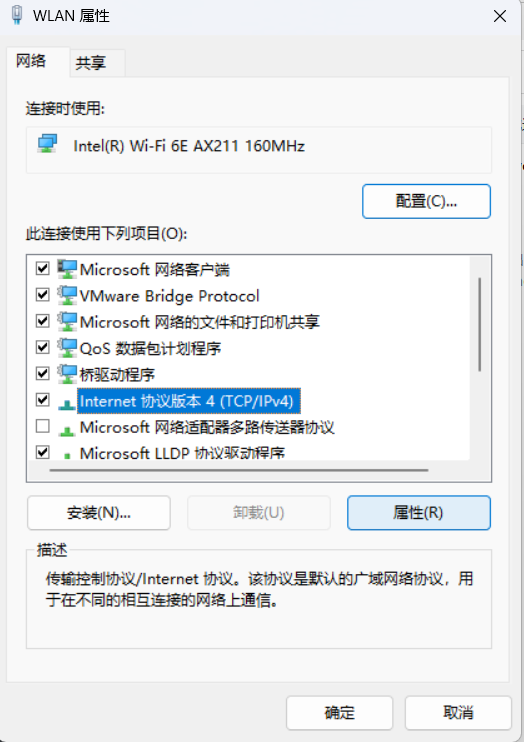 WLAN 属性
网络
共享
连接时使用:
Intel(R) Wi-Fi 6E AX211 160MHz
配置(C)...
此连接使用下列项目(O):
Microsoft 网络客户端
VMware Bridge Protocol
Microsoft 网络的文件和打印机共享
QoS 数据包计划程序
桥驱动程序
Internet 协议版本 4 (TCP/IPv4)
Microsoft 网络适配器多路传送器协议
Microsoft LLDP 协议驱动程序
安装(N)...
卸载(U)
属性(R)
描述
传输控制协议/Internet 协议。该协议是默认的广域网络协议，用
于在不同的相互连接的网络上通信。
确定
取消